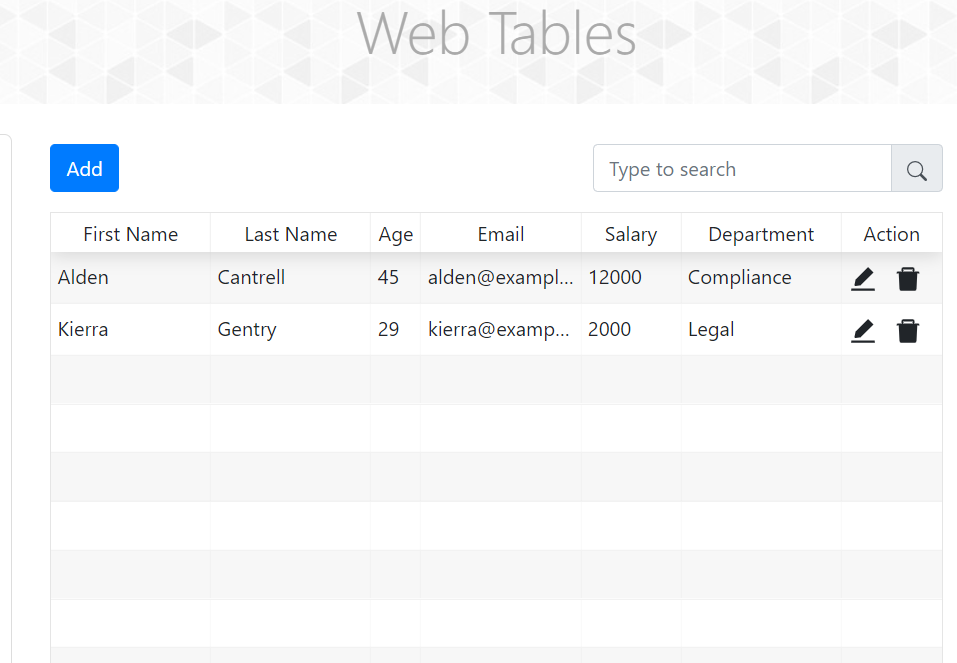 Web Tables
Add
Type to search
First Name Last Name Age Email Salary Department Action
Alden Cantrell 45 alden@exampl... 12000 Compliance
Kierra Gentry 29 kierra@examp... 2000 Legal